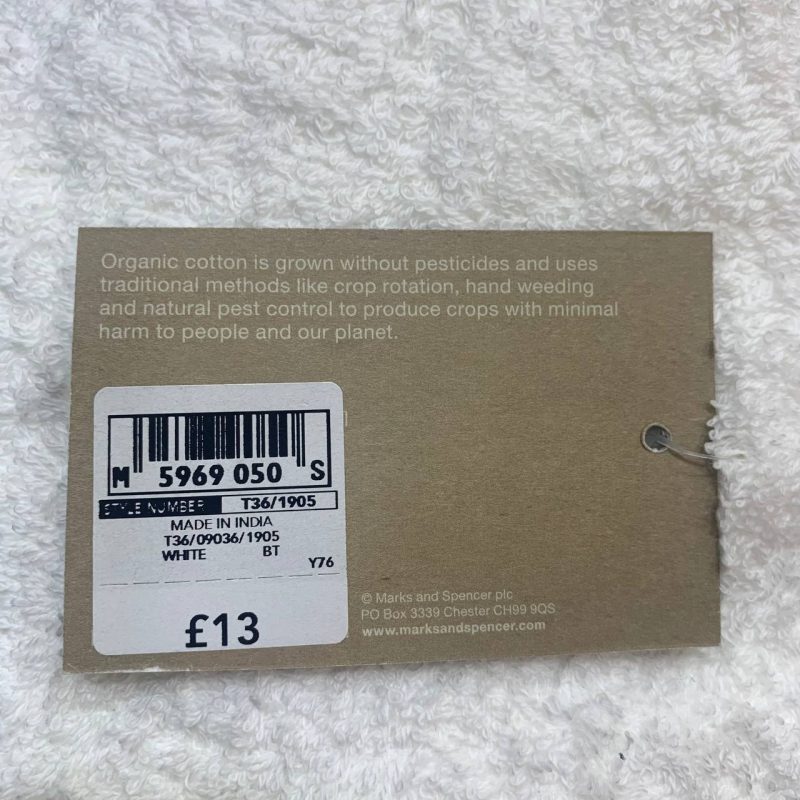 Organic cotton is grown without pesticides and uses
traditional methods like crop rotation, hand weeding
and natural pest control to produce crops with minimal
harm to people and our planet.
M 5969 050 S
STYLE NUMBER T36/1905
MADE IN INDIA
T36/09036/1905
WHITE BT
Y76
£13
© Marks and Spencer plc
PO Box 3339 Chester CH99 9QS
www.marksandspencer.com